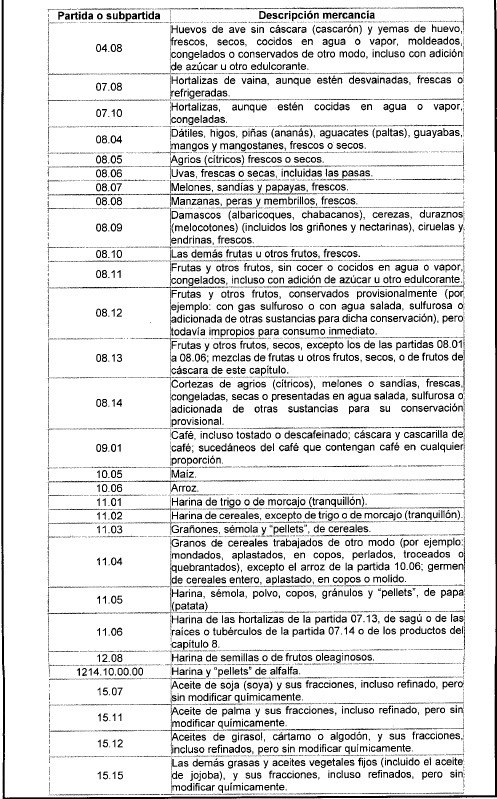 Partida o subpartida Descripción mercancía
04.08 Huevos de ave sin cáscara (cascarón) y yemas de huevo,
frescos, secos, cocidos en agua o vapor, moldeados,
congelados o conservados de otro modo, incluso con adición
de azúcar u otro edulcorante.
07.08 Hortalizas de vaina, aunque estén desvainadas, frescas o
refrigeradas.
07.10 Hortalizas, aunque estén cocidas en agua o vapor,
congeladas.
08.04 Dátiles, higos, piñas (ananás), aguacates (paltas), guayabas,
mangos y mangostanes, frescos o secos.
08.05 Agrios (cítricos) frescos o secos.
08.06 Uvas, frescas o secas, incluidas las pasas.
08.07 Melones, sandías y papayas, frescos.
08.08 Manzanas, peras y membrillos, frescos.
08.09 Damascos (albaricoques, chabacanos), cerezas, duraznos
(melocotones) (incluidos los griñones y nectarinas), ciruelas y
endrinas, frescos.
08.10 Las demás frutas u otros frutos, frescos.
08.11 Frutas y otros frutos, sin cocer o cocidos en agua o vapor,
congelados, incluso con adición de azúcar u otro edulcorante.
08.12 Frutas y otros frutos, conservados provisionalmente (por
ejemplo: con gas sulfuroso o con agua salada, sulfurosa o
adicionada de otras sustancias para dicha conservación), pero
todavía impropios para consumo inmediato.
08.13 Frutas y otros frutos, secos, excepto los de las partidas 08.01
a 08.06; mezclas de frutas u otros frutos, secos, o de frutos de
cáscara de este capítulo.
08.14 Cortezas de agrios (cítricos), melones o sandías, frescas,
congeladas, secas o presentadas en agua salada, sulfurosa o
adicionada de otras sustancias para su conservación
provisional.
09.01 Café, incluso tostado o descafeinado; cáscara y cascarilla de
café; sucedáneos del café que contengan café en cualquier
proporción.
10.05 Maíz.
10.06 Arroz.
11.01 Harina de trigo o de morcajo (tranquillón).
11.02 Harina de cereales, excepto de trigo o de morcajo (tranquillón).
11.03 Grañones, sémola y "pellets", de cereales.
11.04 Granos de cereales trabajados de otro modo (por ejemplo:
mondados, aplastados, en copos, perlados, troceados o
quebrantados), excepto el arroz de la partida 10.06; germen
de cereales entero, aplastado, en copos o molido.
11.05 Harina, sémola, polvo, copos, gránulos y "pellets", de papa
(patata)
11.06 Harina de las hortalizas de la partida 07.13, de sagú o de las
raíces o tubérculos de la partida 07.14 o de los productos del
capítulo 8.
12.08 Harina de semillas o de frutos oleaginosos.
1214.10.00.00 Harina y "pellets" de alfalfa.
15.07 Aceite de soja (soya) y sus fracciones, incluso refinado, pero
sin modificar químicamente.
15.11 Aceite de palma y sus fracciones, incluso refinado, pero sin
modificar químicamente.
15.12 Aceites de girasol, cártamo o algodón, y sus fracciones,
incluso refinados, pero sin modificar químicamente.
15.15 Las demás grasas y aceites vegetales fijos (incluido el aceite
de jojoba), y sus fracciones, incluso refinados, pero sin
modificar químicamente.